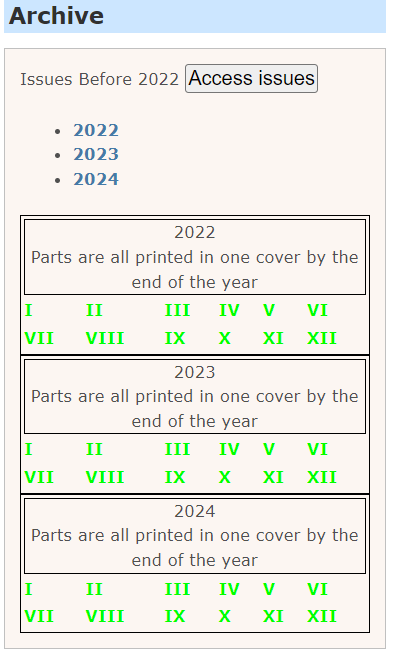 Archive
Issues Before 2022 Access issues
2022
2023
2024
2022
Parts are all printed in one cover by the
end of the year
I II III IV V VI
VII VIII IX X XI XII
2023
Parts are all printed in one cover by the
end of the year
I II III IV V VI
VII VIII IX X XI XII
2024
Parts are all printed in one cover by the
end of the year
I II III IV V VI
VII VIII IX X XI XII